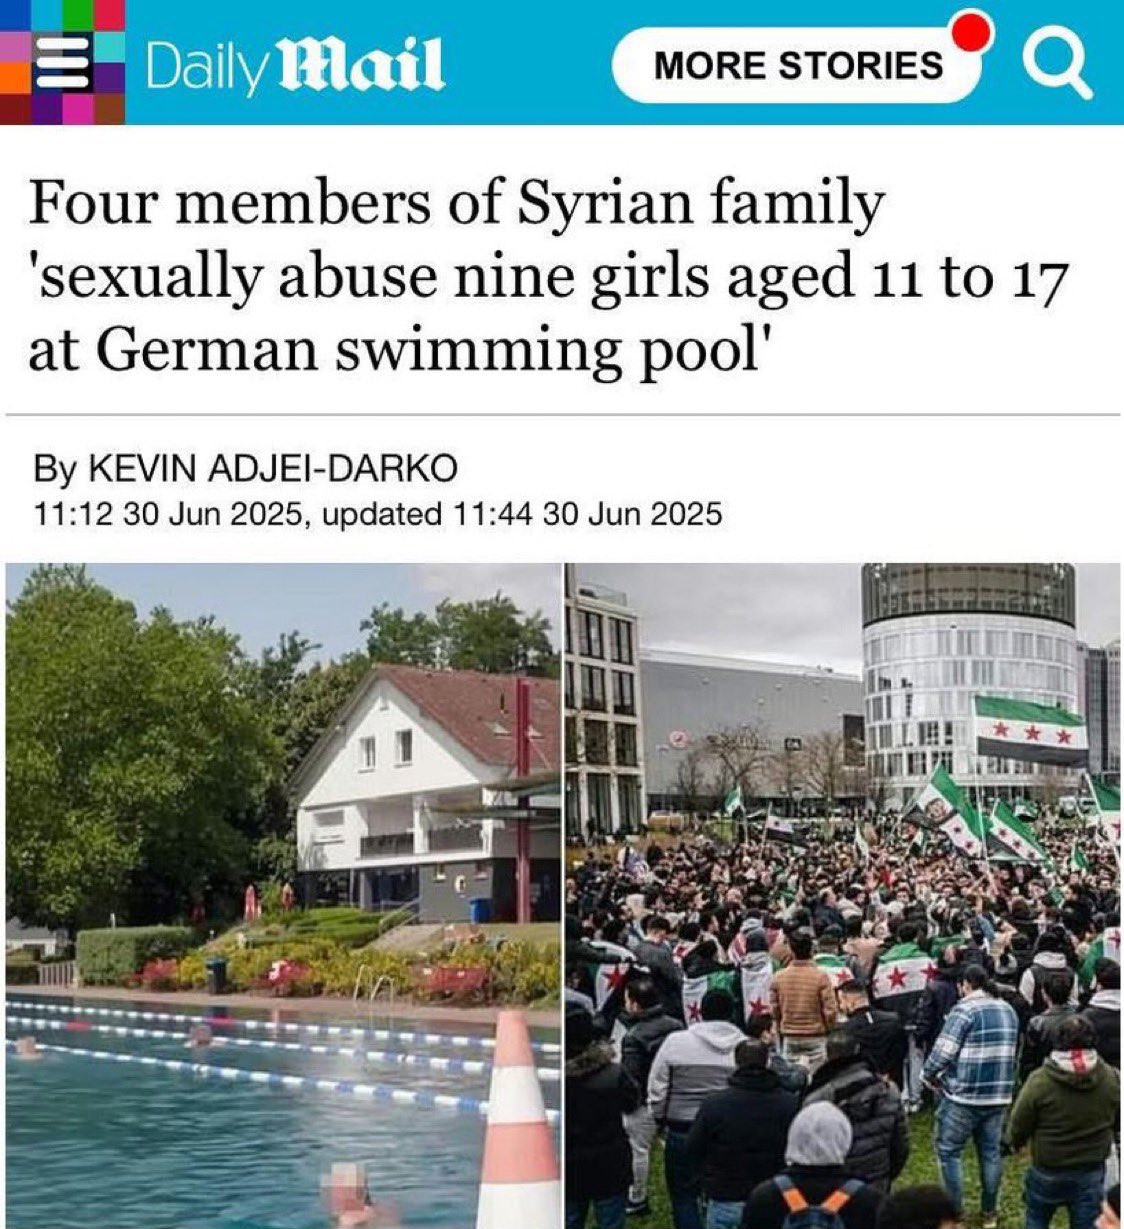 Daily Mail
MORE STORIES
Four members of Syrian family
'sexually abuse nine girls aged 11 to 17
at German swimming pool'
By KEVIN ADJEI-DARKO
11:12 30 Jun 2025, updated 11:44 30 Jun 2025